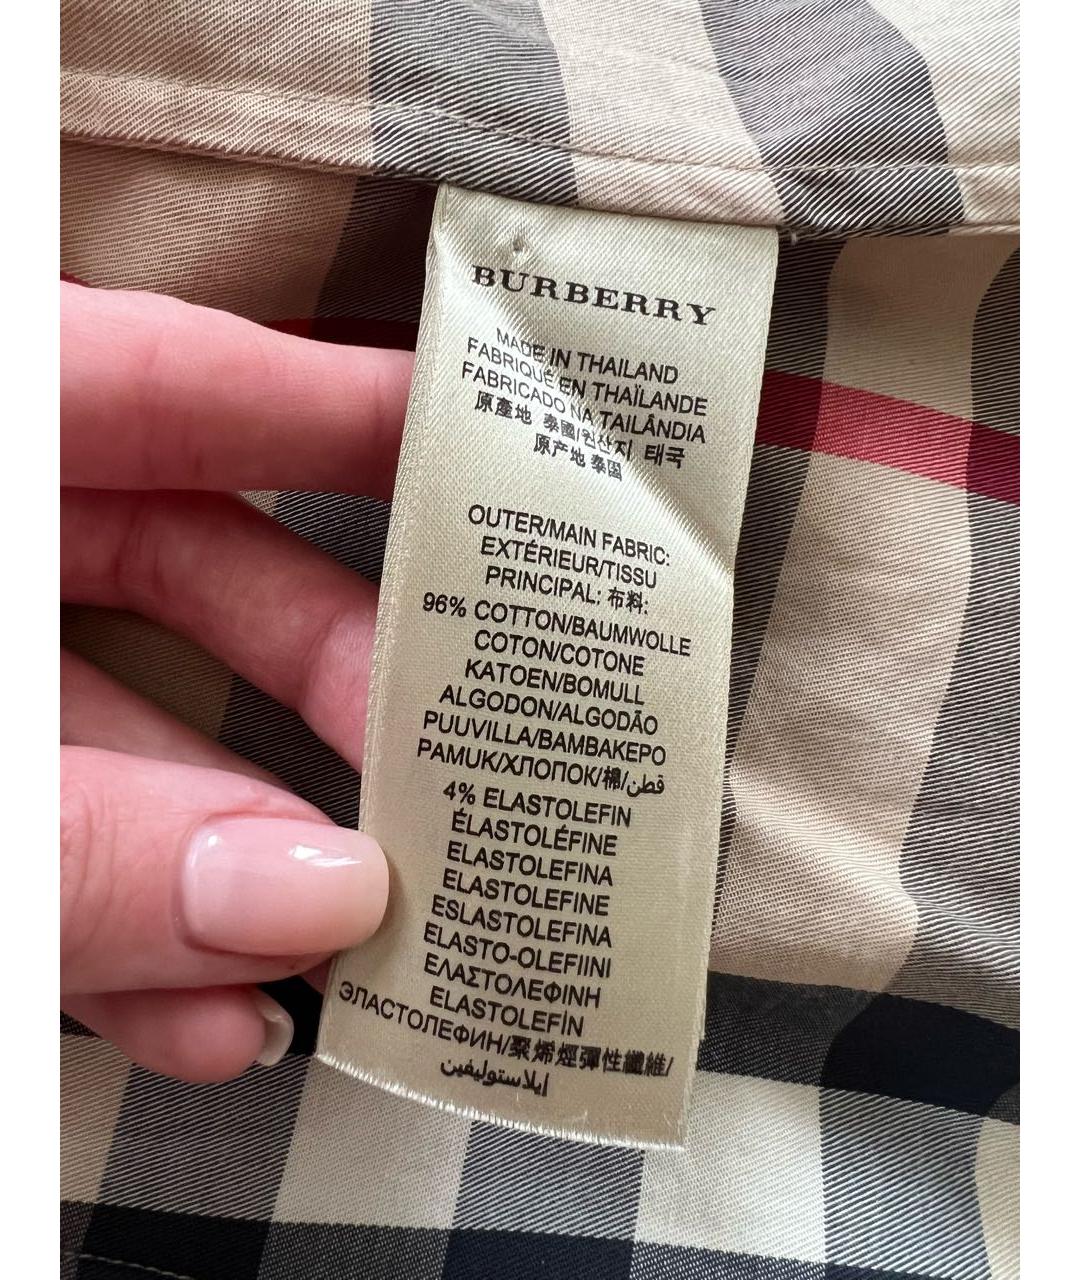 BURBERRY
MADE IN THAILAND
FABRIQUÉ EN THAÏLANDE
FABRICADO NA TAILÂNDIA
原產地 泰國/원산지 태국
原产地 泰国
OUTER/MAIN FABRIC:
EXTÉRIEUR/TISSU
PRINCIPAL: 布料:
96% COTTON/BAUMWOLLE
COTON/COTONE
KATOEN/BOMULL
ALGODON/ALGODÃO
PUUVILLA/ΒΑΜΒΑΚΕΡΟ
PAMUK/ХЛОПОК/棉/قطن
4% ELASTOLEFIN
ÉLASTOLÉFINE
ELASTOLEFINA
ELASTOLEFINE
ESLASTOLEFINA
ELASTO-OLEFIINI
ΕΛΑΣΤΟΛΕΦΙΝΗ
ELASTOLEFİN
ЭЛАСТОЛЕФИН/聚烯烴彈性纖維/
إيلاستوليفين